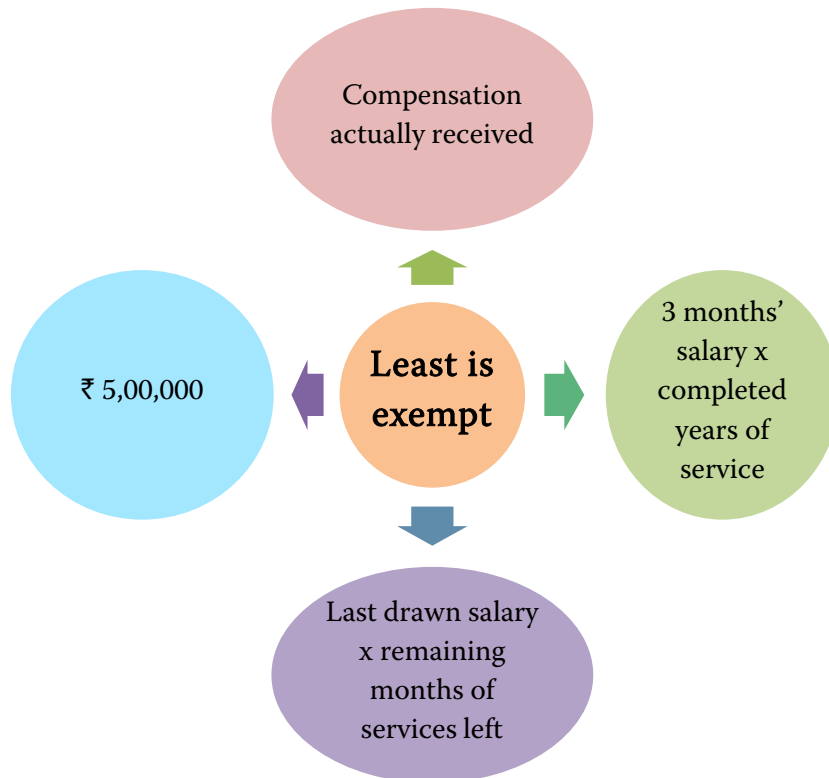 Compensation
actually received
₹ 5,00,000
Least is
exempt
3 months’
salary x
completed
years of
service
Last drawn salary
x remaining
months of
services left